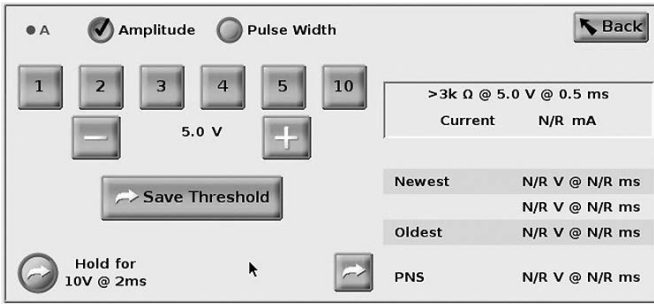 A Amplitude Pulse Width Back
1 2 3 4 5 10
>3k Ω @ 5.0 V @ 0.5 ms
Current N/R mA
5.0 V
Save Threshold
Newest N/R V @ N/R ms
N/R V @ N/R ms
Oldest N/R V @ N/R ms
Hold for
10V @ 2ms
PNS N/R V @ N/R ms